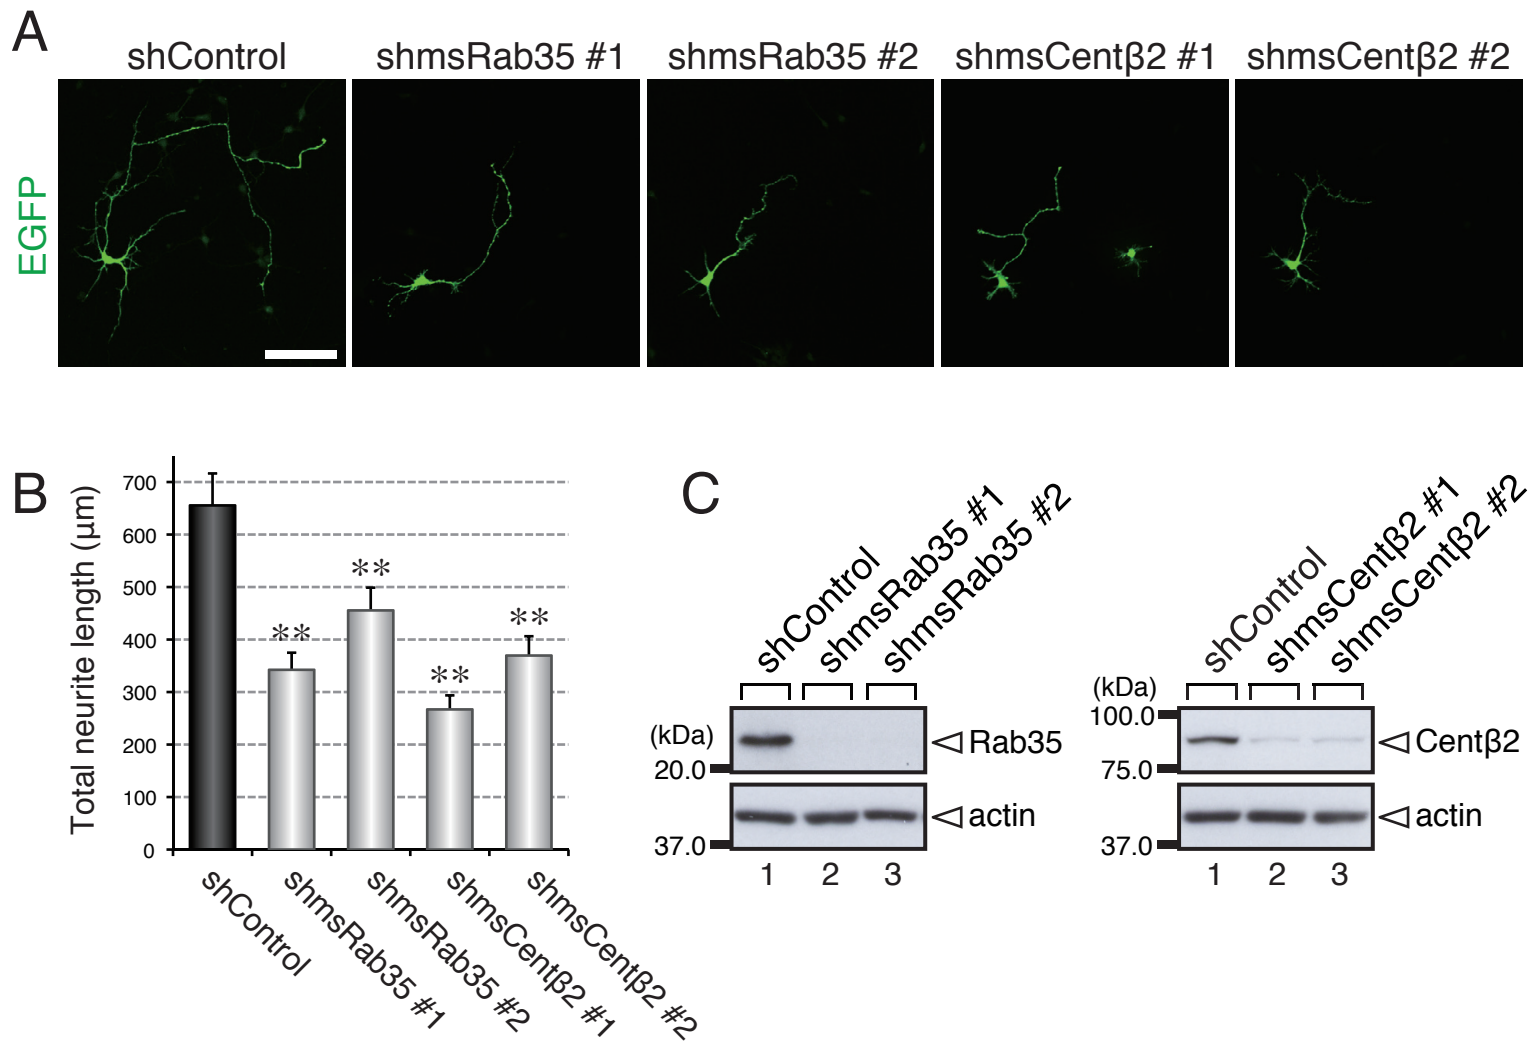 A
shControl
shmsRab35 #1
shmsRab35 #2
shmsCentβ2 #1
shmsCentβ2 #2
EGFP
B
Total neurite length (μm)
700
600
500
400
300
200
100
0
**
**
**
**
shControl
shmsRab35 #1
shmsRab35 #2
shmsCentβ2 #1
shmsCentβ2 #2
C
shControl
shmsRab35 #1
shmsRab35 #2
(kDa)
20.0
Rab35
37.0
actin
1 2 3
shControl
shmsCentβ2 #1
shmsCentβ2 #2
(kDa)
100.0
75.0
Centβ2
37.0
actin
1 2 3